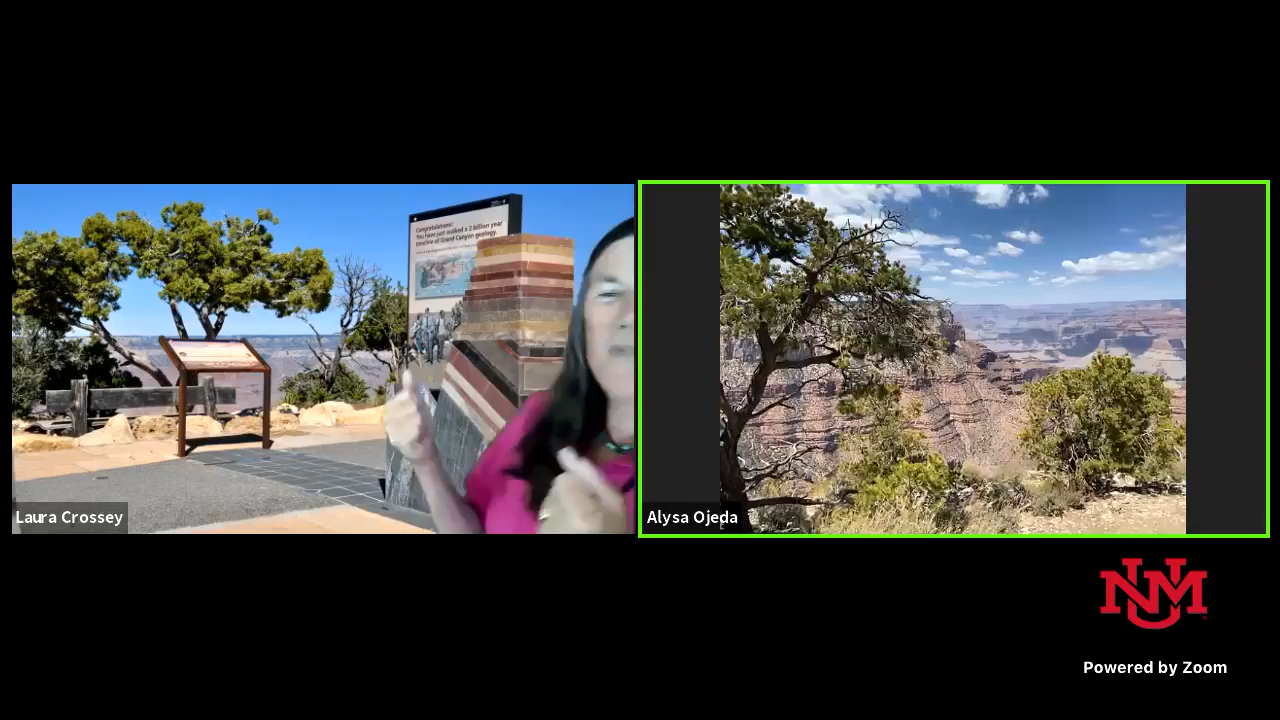 Congratulations!
You have just walked a 2 billion year
timeline of Grand Canyon geology.
Laura Crossey
Alysa Ojeda
UNM
Powered by Zoom